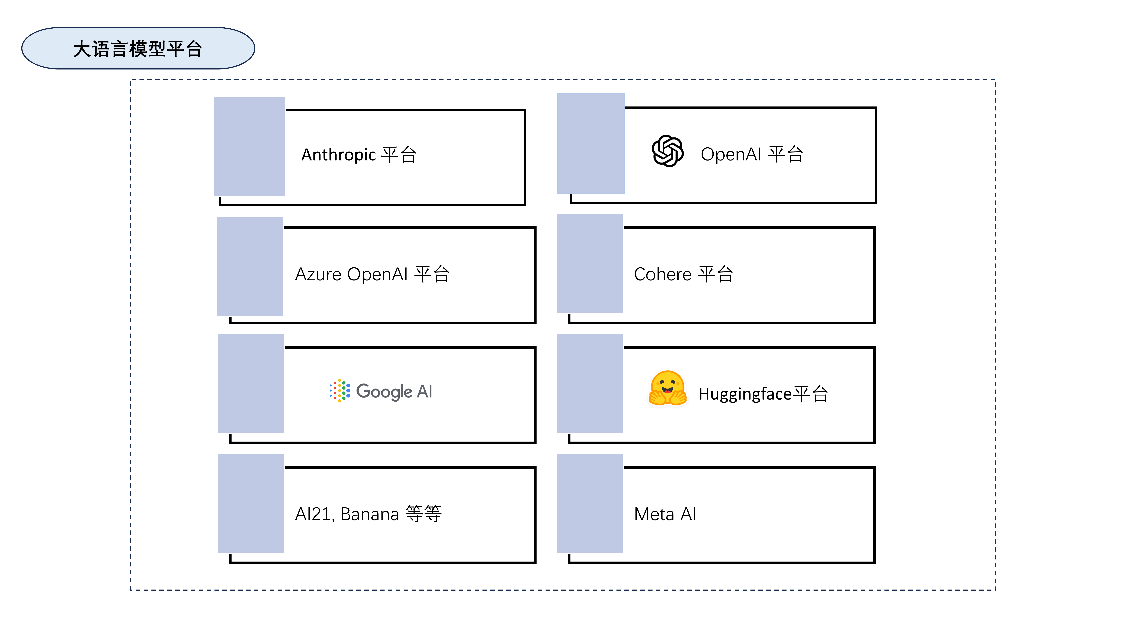 大语言模型平台
Anthropic 平台
OpenAI 平台
Azure OpenAI 平台
Cohere 平台
Google AI
Huggingface平台
AI21, Banana 等等
Meta AI